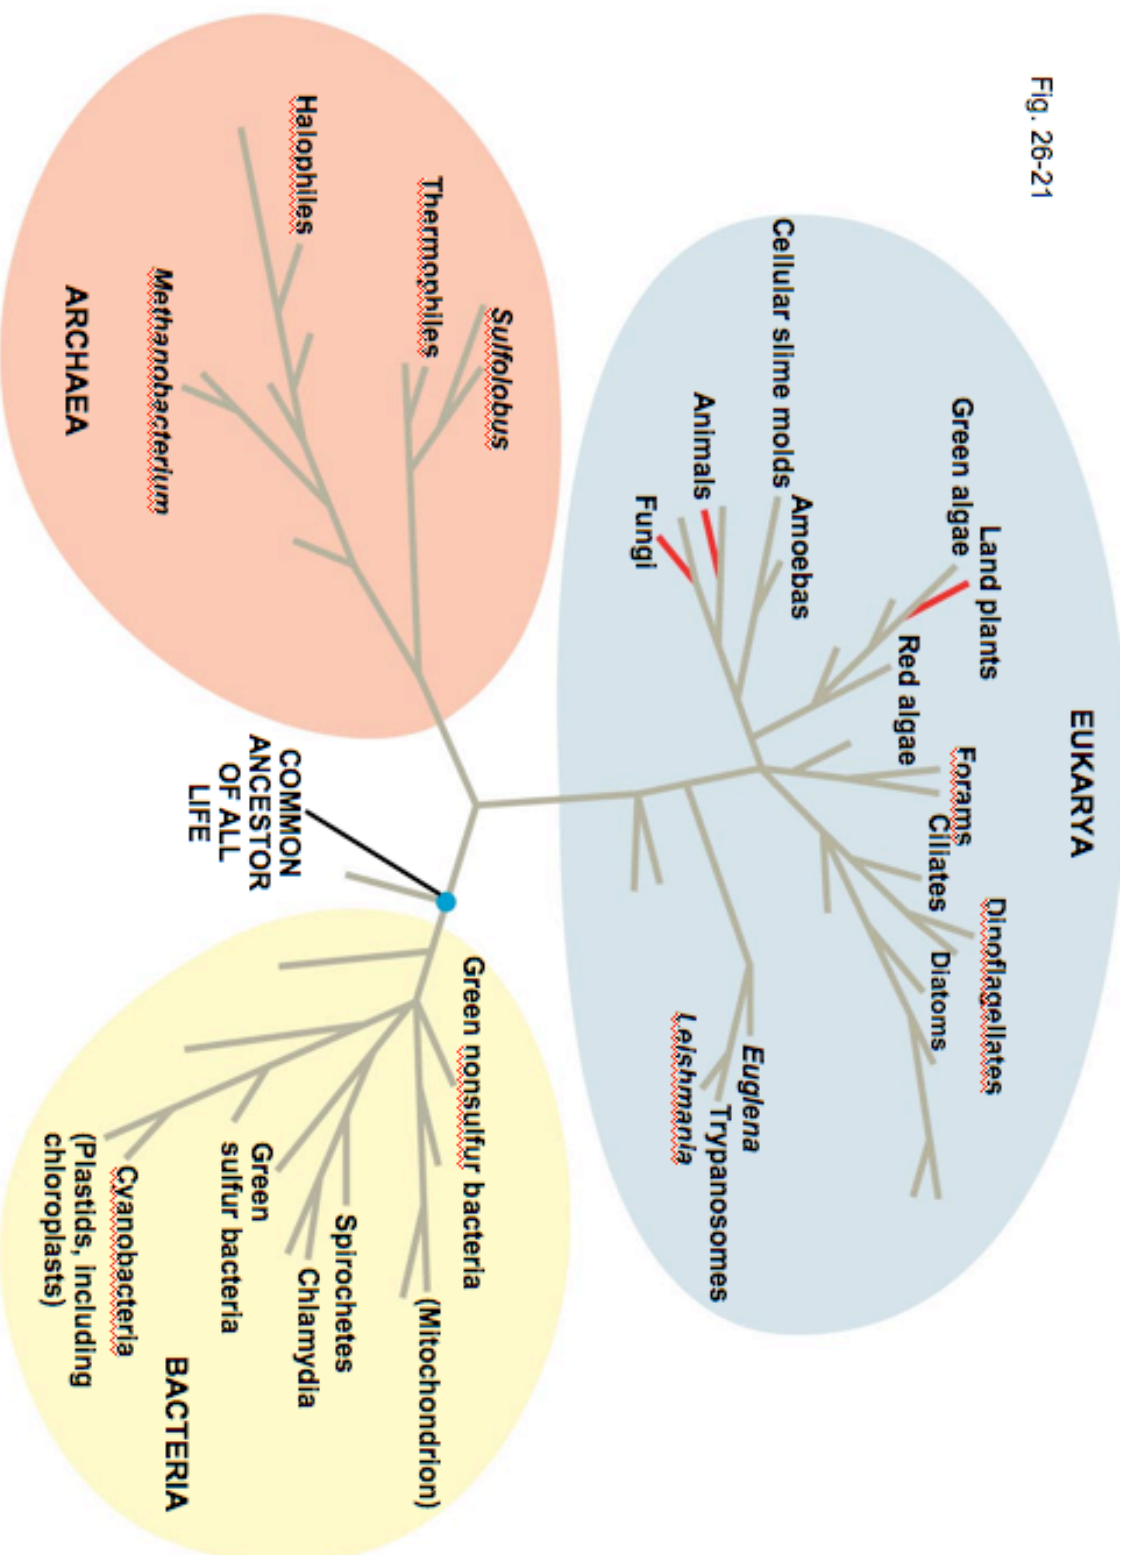 Fig. 26-21
EUKARYA
Land plants
Green algae
Cellular slime molds
Amoebas
Animals
Fungi
Red algae
Forams
Ciliates
Dinoflagellates
Diatoms
Euglena
Trypanosomes
Leishmania
Sulfolobus
Thermophiles
Halophiles
Methanobacterium
ARCHAEA
COMMON
ANCESTOR
OF ALL
LIFE
Green nonsulfur bacteria
(Mitochondrion)
Spirochetes
Chlamydia
Green
sulfur bacteria
BACTERIA
Cyanobacteria
(Plastids, including
chloroplasts)